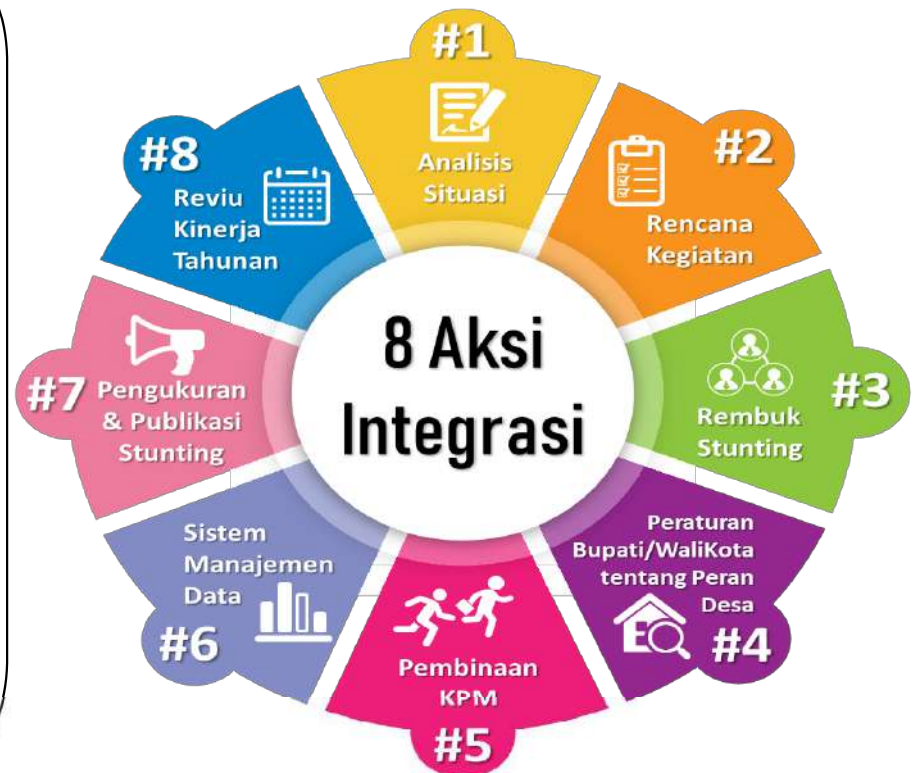 #1
Analisis
Situasi
#2
Rencana
Kegiatan
#3
Rembuk
Stunting
Peraturan
Bupati/WaliKota
tentang Peran
Desa
#4
Pembinaan
KPM
#5
Sistem
Manajemen
Data
#6
#7
Pengukuran
& Publikasi
Stunting
#8
Reviu
Kinerja
Tahunan
8 Aksi
Integrasi